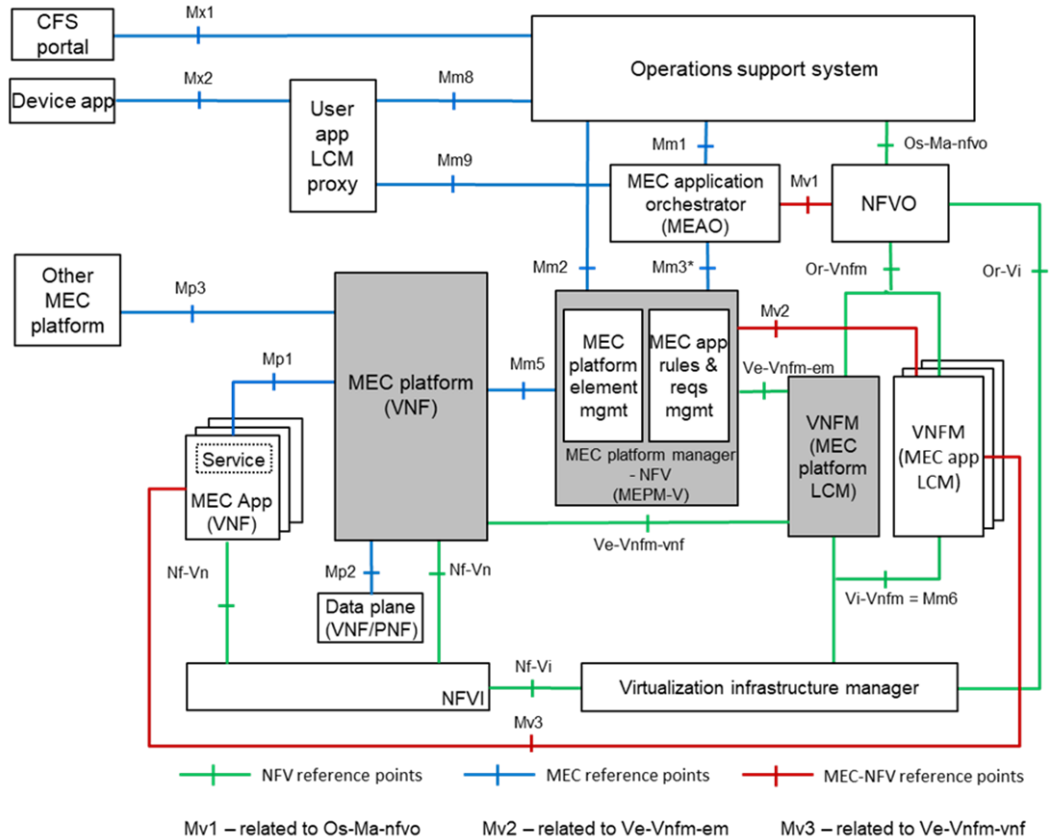 CFS
portal
Mx1
Operations support system
Device app
Mx2
User
app
LCM
proxy
Mm8
Mm9
Mm1
Os-Ma-nfvo
MEC application
orchestrator
(MEAO)
Mv1
NFVO
Other
MEC
platform
Mp3
Mm2
Mm3*
Or-Vnfm
Or-Vi
Mp1
MEC platform
(VNF)
Mm5
MEC
platform
element
mgmt
MEC app
rules &
reqs
mgmt
MEC platform manager
- NFV
(MEPM-V)
Mv2
Ve-Vnfm-em
VNFM
(MEC
platform
LCM)
VNFM
(MEC app
LCM)
Service
MEC App
(VNF)
Ve-Vnfm-vnf
Nf-Vn
Mp2
Nf-Vn
Data plane
(VNF/PNF)
Vi-Vnfm = Mm6
NFVI
Nf-Vi
Virtualization infrastructure manager
Mv3
NFV reference points
MEC reference points
MEC-NFV reference points
Mv1 – related to Os-Ma-nfvo
Mv2 – related to Ve-Vnfm-em
Mv3 – related to Ve-Vnfm-vnf